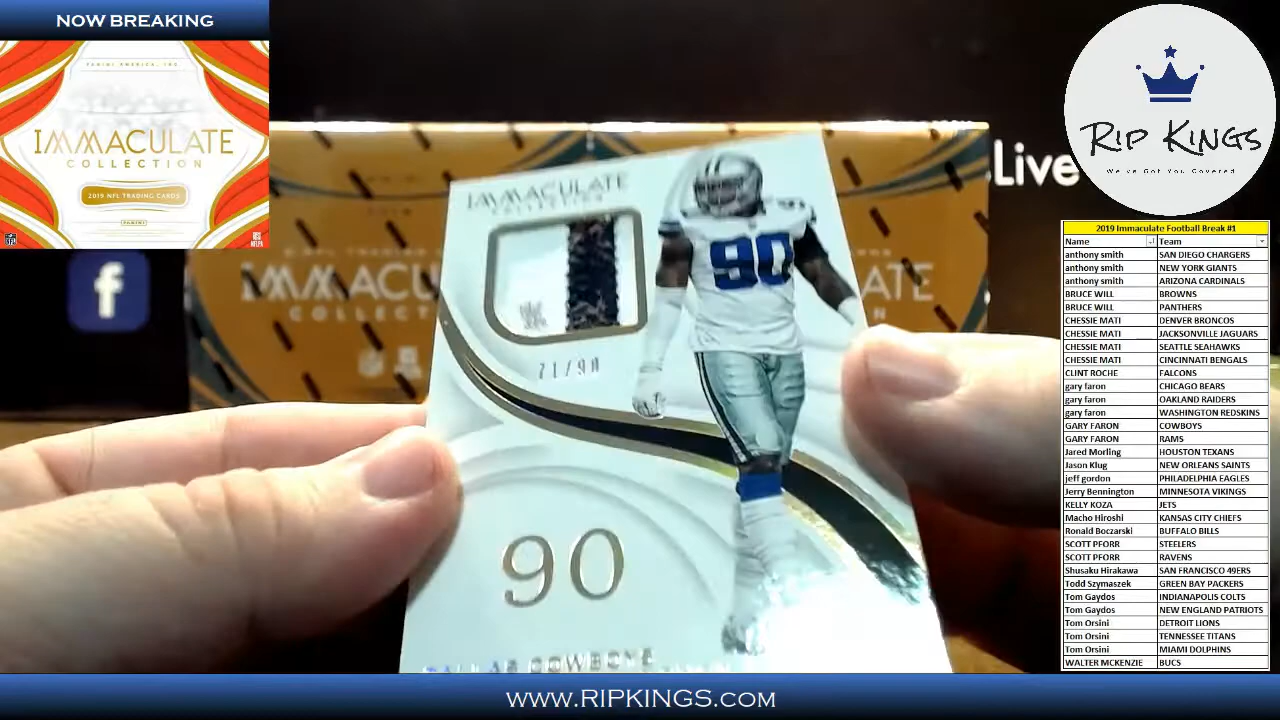 NOW BREAKING
PANINI AMERICA, INC.
IMMACULATE
COLLECTION
2019 NFL TRADING CARDS
PANINI
Live
RIP KINGS
We've Got You Covered
IMMACULATE
COLLECTION
90
71/90
90
DALLAS COWBOYS
2019 Immaculate Football Break #1
Name Team
anthony smith SAN DIEGO CHARGERS
anthony smith NEW YORK GIANTS
anthony smith ARIZONA CARDINALS
BRUCE WILL BROWNS
BRUCE WILL PANTHERS
CHESSIE MATI DENVER BRONCOS
CHESSIE MATI JACKSONVILLE JAGUARS
CHESSIE MATI SEATTLE SEAHAWKS
CHESSIE MATI CINCINNATI BENGALS
CLINT ROCHE FALCONS
gary faron CHICAGO BEARS
gary faron OAKLAND RAIDERS
gary faron WASHINGTON REDSKINS
GARY FARON COWBOYS
GARY FARON RAMS
Jared Morling HOUSTON TEXANS
Jason Klug NEW ORLEANS SAINTS
jeff gordon PHILADELPHIA EAGLES
Jerry Bennington MINNESOTA VIKINGS
KELLY KOZA JETS
Macho Hiroshi KANSAS CITY CHIEFS
Ronald Boczarski BUFFALO BILLS
SCOTT PFORR STEELERS
SCOTT PFORR RAVENS
Shusaku Hirakawa SAN FRANCISCO 49ERS
Todd Szymaszek GREEN BAY PACKERS
Tom Gaydos INDIANAPOLIS COLTS
Tom Gaydos NEW ENGLAND PATRIOTS
Tom Orsini DETROIT LIONS
Tom Orsini TENNESSEE TITANS
Tom Orsini MIAMI DOLPHINS
WALTER MCKENZIE BUCS
www.RIPKINGS.COM